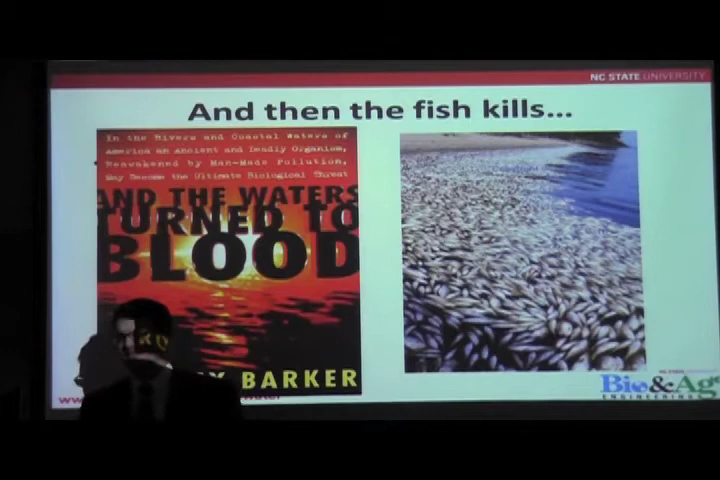 NC STATE UNIVERSITY
And then the fish kills...
In the Rivers and Coastal Waters of
America an Ancient and Deadly Organism,
Reawakened by Man-Made Pollution,
May Become the Ultimate Biological Threat
AND THE WATERS
TURNED TO
BLOOD
BARKER
Bio&Ag
ENGINEERING